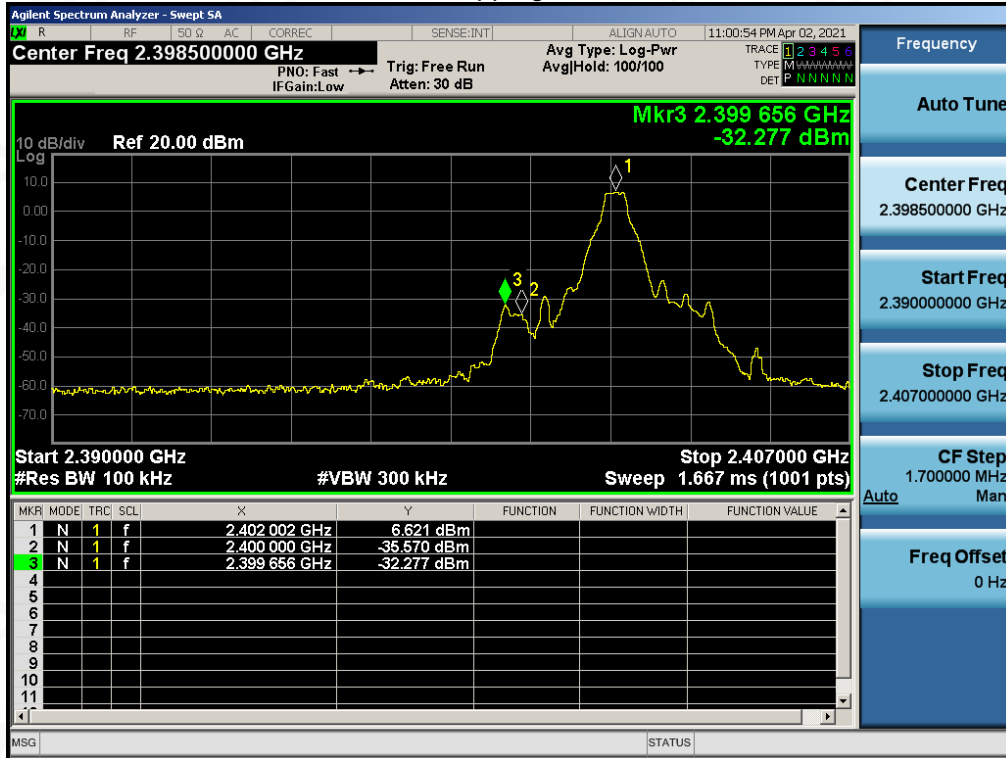 Agilent Spectrum Analyzer - Swept SA
LXI R RF 50 Ω AC CORREC SENSE:INT ALIGN AUTO 11:00:54 PM Apr 02, 2021
Center Freq 2.398500000 GHz
PNO: Fast
IFGain:Low
Trig: Free Run
Atten: 30 dB
Avg Type: Log-Pwr
Avg|Hold: 100/100
TRACE 1 2 3 4 5 6
TYPE M
DET P N N N N N
Mkr3 2.399 656 GHz
-32.277 dBm
10 dB/div Ref 20.00 dBm
Log
1
10.0
0.00
-10.0
-20.0
3
2
-30.0
-40.0
-50.0
-60.0
-70.0
Start 2.390000 GHz Stop 2.407000 GHz
#Res BW 100 kHz #VBW 300 kHz Sweep 1.667 ms (1001 pts)
MKR MODE TRC SCL X Y FUNCTION FUNCTION WIDTH FUNCTION VALUE
1 N 1 f 2.402 002 GHz 6.621 dBm
2 N 1 f 2.400 000 GHz -35.570 dBm
3 N 1 f 2.399 656 GHz -32.277 dBm
4
5
6
7
8
9
10
11
MSG STATUS
Frequency
Auto Tune
Center Freq
2.398500000 GHz
Start Freq
2.390000000 GHz
Stop Freq
2.407000000 GHz
CF Step
1.700000 MHz
Auto Man
Freq Offset
0 Hz